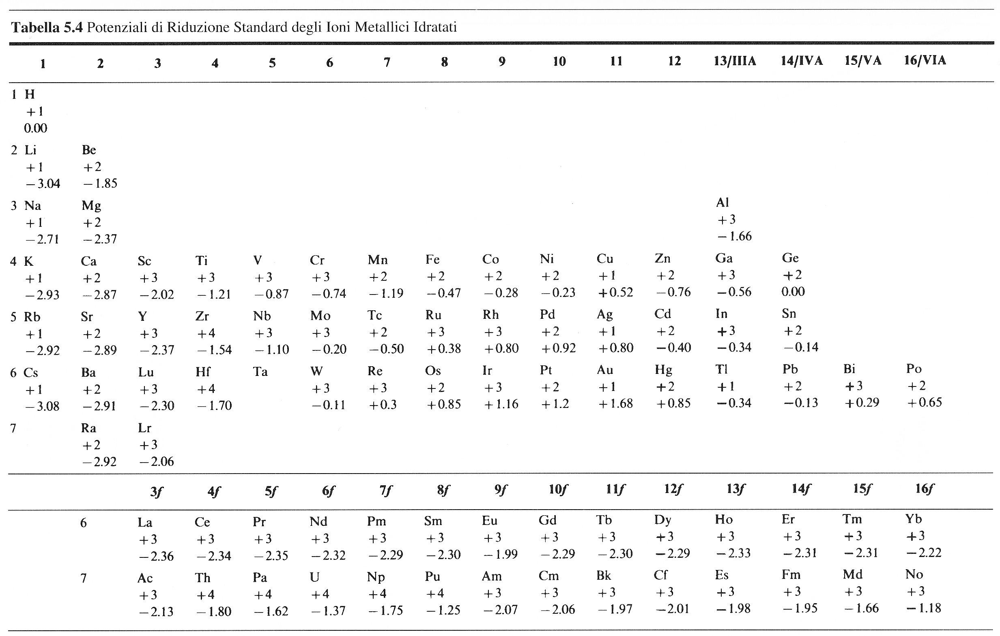 Tabella 5.4 Potenziali di Riduzione Standard degli Ioni Metallici Idratati
1 2 3 4 5 6 7 8 9 10 11 12 13/IIIA 14/IVA 15/VA 16/VIA
1 H
+1
0.00
2 Li Be
+1 +2
−3.04 −1.85
3 Na Mg Al
+1 +2 +3
−2.71 −2.37 −1.66
4 K Ca Sc Ti V Cr Mn Fe Co Ni Cu Zn Ga Ge
+1 +2 +3 +3 +3 +3 +2 +2 +2 +2 +1 +2 +3 +2
−2.93 −2.87 −2.02 −1.21 −0.87 −0.74 −1.19 −0.47 −0.28 −0.23 +0.52 −0.76 −0.56 0.00
5 Rb Sr Y Zr Nb Mo Tc Ru Rh Pd Ag Cd In Sn
+1 +2 +3 +4 +3 +3 +2 +3 +3 +2 +1 +2 +3 +2
−2.92 −2.89 −2.37 −1.54 −1.10 −0.20 −0.50 +0.38 +0.80 +0.92 +0.80 −0.40 −0.34 −0.14
6 Cs Ba Lu Hf Ta W Re Os Ir Pt Au Hg Tl Pb Bi Po
+1 +2 +3 +4 +3 +3 +2 +3 +2 +1 +2 +1 +2 +3 +2
−3.08 −2.91 −2.30 −1.70 −0.11 +0.3 +0.85 +1.16 +1.2 +1.68 +0.85 −0.34 −0.13 +0.29 +0.65
7 Ra Lr
+2 +3
−2.92 −2.06
3f 4f 5f 6f 7f 8f 9f 10f 11f 12f 13f 14f 15f 16f
6 La Ce Pr Nd Pm Sm Eu Gd Tb Dy Ho Er Tm Yb
+3 +3 +3 +3 +3 +3 +3 +3 +3 +3 +3 +3 +3 +3
−2.36 −2.34 −2.35 −2.32 −2.29 −2.30 −1.99 −2.29 −2.30 −2.29 −2.33 −2.31 −2.31 −2.22
7 Ac Th Pa U Np Pu Am Cm Bk Cf Es Fm Md No
+3 +4 +4 +4 +4 +4 +3 +3 +3 +3 +3 +3 +3 +3
−2.13 −1.80 −1.62 −1.37 −1.75 −1.25 −2.07 −2.06 −1.97 −2.01 −1.98 −1.95 −1.66 −1.18